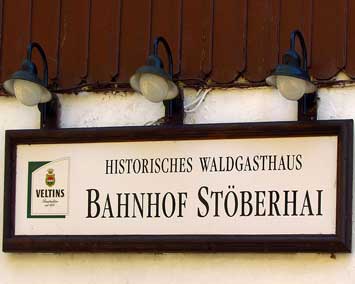 HISTORISCHES WALDGASTHAUS
BAHNHOF STÖBERHAI
VELTINS